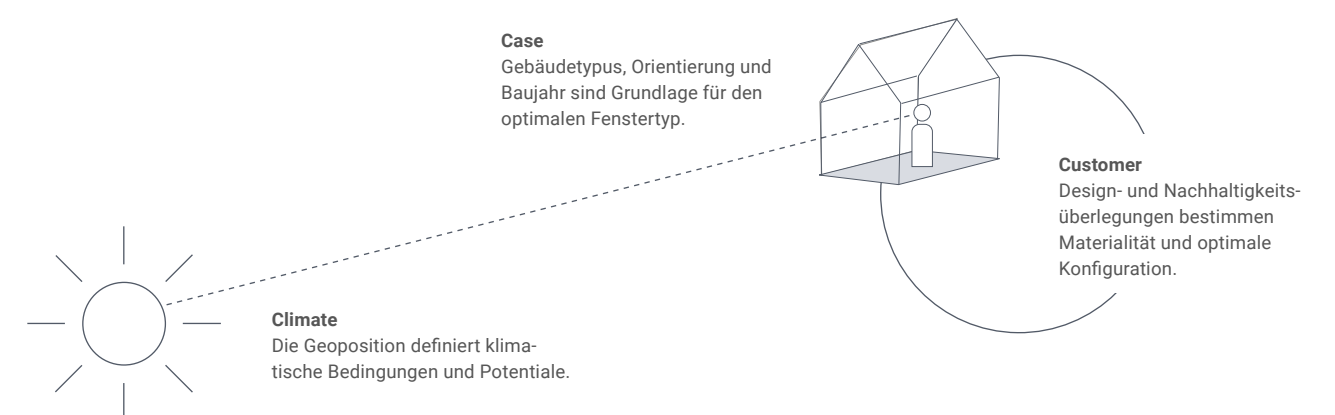 Case
Gebäudetypus, Orientierung und
Baujahr sind Grundlage für den
optimalen Fenstertyp.
Customer
Design- und Nachhaltigkeits-
überlegungen bestimmen
Materialität und optimale
Konfiguration.
Climate
Die Geoposition definiert klima-
tische Bedingungen und Potentiale.